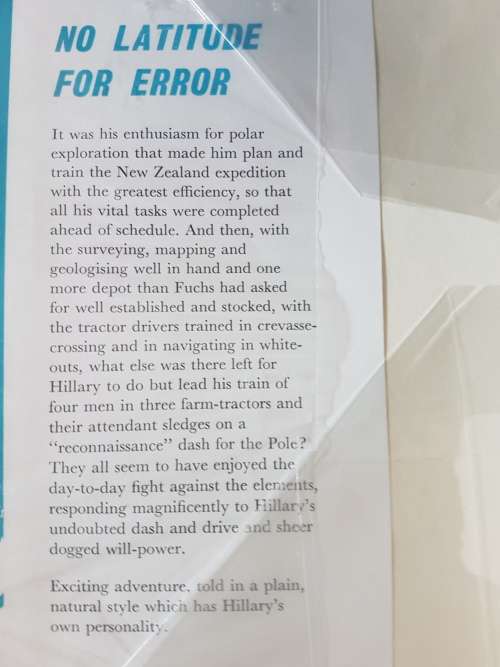 NO LATITUDE
FOR ERROR
It was his enthusiasm for polar
exploration that made him plan and
train the New Zealand expedition
with the greatest efficiency, so that
all his vital tasks were completed
ahead of schedule. And then, with
the surveying, mapping and
geologising well in hand and one
more depot than Fuchs had asked
for well established and stocked, with
the tractor drivers trained in crevasse-
crossing and in navigating in white-
outs, what else was there left for
Hillary to do but lead his train of
four men in three farm-tractors and
their attendant sledges on a
“reconnaissance” dash for the Pole?
They all seem to have enjoyed the
day-to-day fight against the elements,
responding magnificently to Hillary's
undoubted dash and drive and sheer
dogged will-power.
Exciting adventure, told in a plain,
natural style which has Hillary's
own personality.